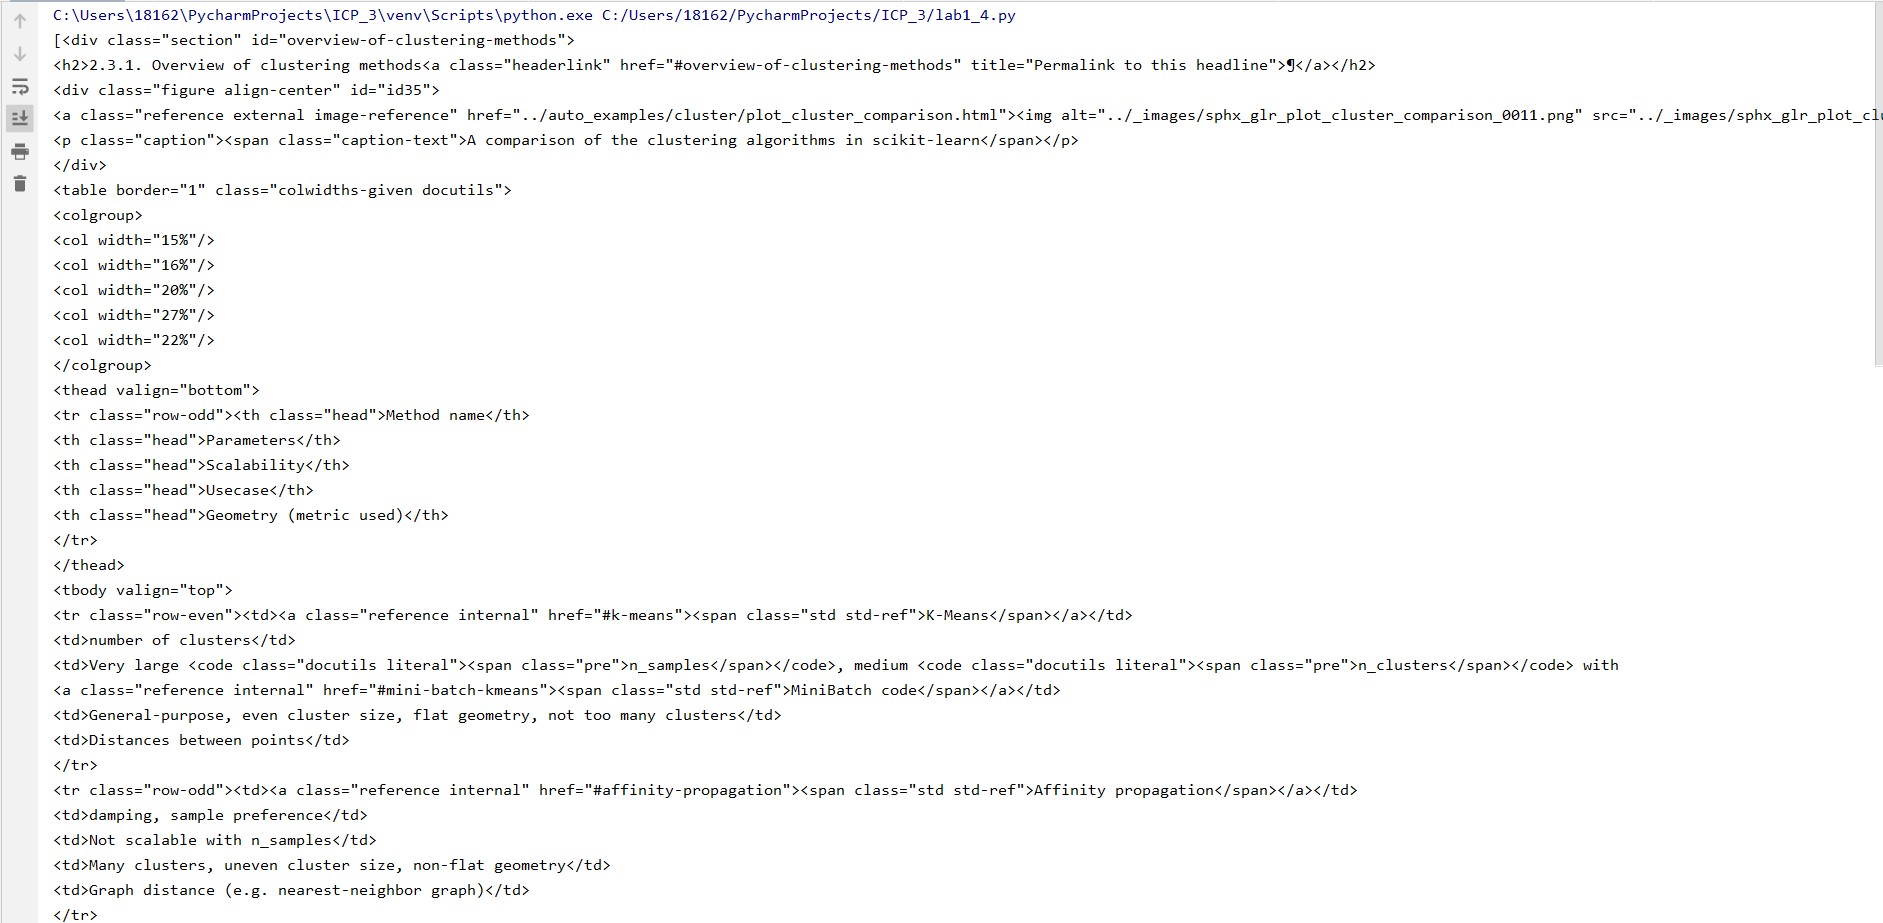 C:\Users\18162\PycharmProjects\ICP_3\venv\Scripts\python.exe C:/Users/18162/PycharmProjects/ICP_3/lab1_4.py
[<div class="section" id="overview-of-clustering-methods">
<h2>2.3.1. Overview of clustering methods<a class="headerlink" href="#overview-of-clustering-methods" title="Permalink to this headline">¶</a></h2>
<div class="figure align-center" id="id35">
<a class="reference external image-reference" href="../auto_examples/cluster/plot_cluster_comparison.html"><img alt="../_images/sphx_glr_plot_cluster_comparison_0011.png" src="../_images/sphx_glr_plot_clu
<p class="caption"><span class="caption-text">A comparison of the clustering algorithms in scikit-learn</span></p>
</div>
<table border="1" class="colwidths-given docutils">
<colgroup>
<col width="15%"/>
<col width="16%"/>
<col width="20%"/>
<col width="27%"/>
<col width="22%"/>
</colgroup>
<thead valign="bottom">
<tr class="row-odd"><th class="head">Method name</th>
<th class="head">Parameters</th>
<th class="head">Scalability</th>
<th class="head">Usecase</th>
<th class="head">Geometry (metric used)</th>
</tr>
</thead>
<tbody valign="top">
<tr class="row-even"><td><a class="reference internal" href="#k-means"><span class="std std-ref">K-Means</span></a></td>
<td>number of clusters</td>
<td>Very large <code class="docutils literal"><span class="pre">n_samples</span></code>, medium <code class="docutils literal"><span class="pre">n_clusters</span></code> with
<a class="reference internal" href="#mini-batch-kmeans"><span class="std std-ref">MiniBatch code</span></a></td>
<td>General-purpose, even cluster size, flat geometry, not too many clusters</td>
<td>Distances between points</td>
</tr>
<tr class="row-odd"><td><a class="reference internal" href="#affinity-propagation"><span class="std std-ref">Affinity propagation</span></a></td>
<td>damping, sample preference</td>
<td>Not scalable with n_samples</td>
<td>Many clusters, uneven cluster size, non-flat geometry</td>
<td>Graph distance (e.g. nearest-neighbor graph)</td>
</tr>